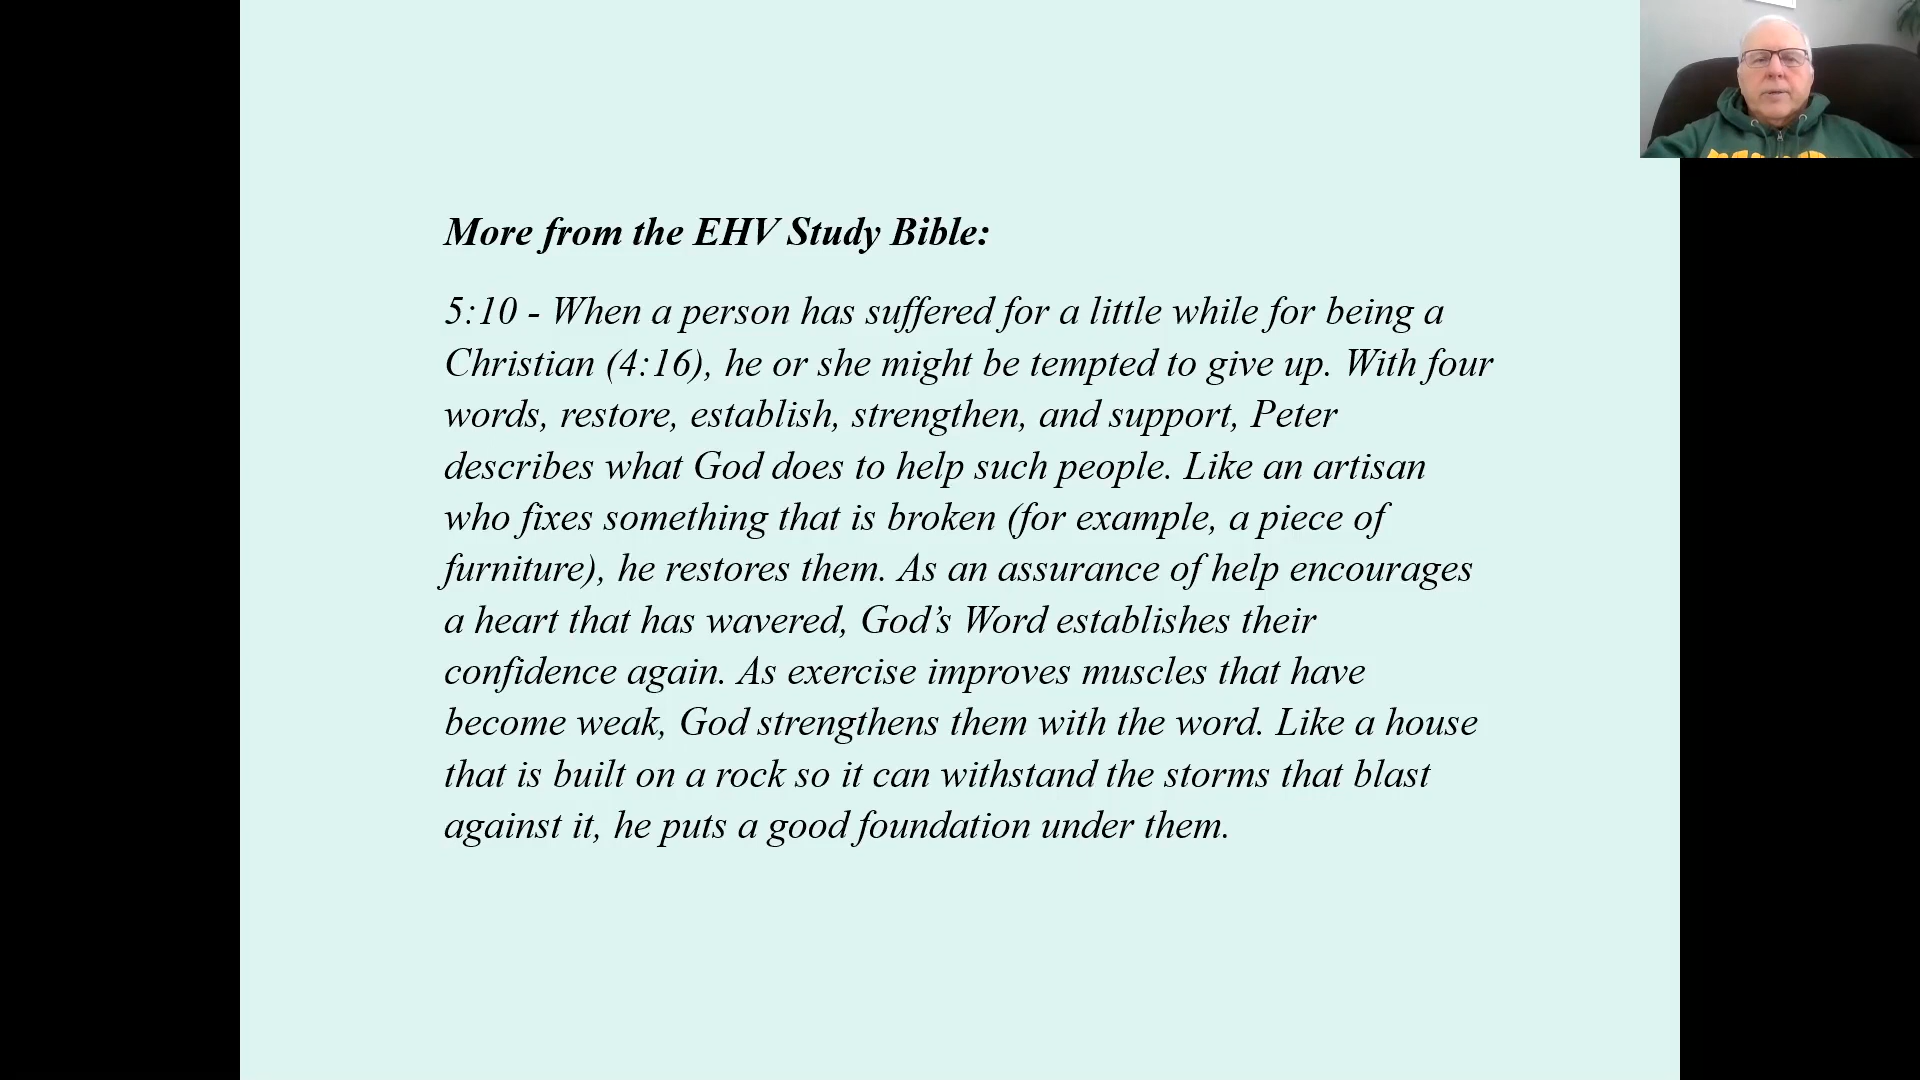 More from the EHV Study Bible:
5:10 - When a person has suffered for a little while for being a
Christian (4:16), he or she might be tempted to give up. With four
words, restore, establish, strengthen, and support, Peter
describes what God does to help such people. Like an artisan
who fixes something that is broken (for example, a piece of
furniture), he restores them. As an assurance of help encourages
a heart that has wavered, God’s Word establishes their
confidence again. As exercise improves muscles that have
become weak, God strengthens them with the word. Like a house
that is built on a rock so it can withstand the storms that blast
against it, he puts a good foundation under them.